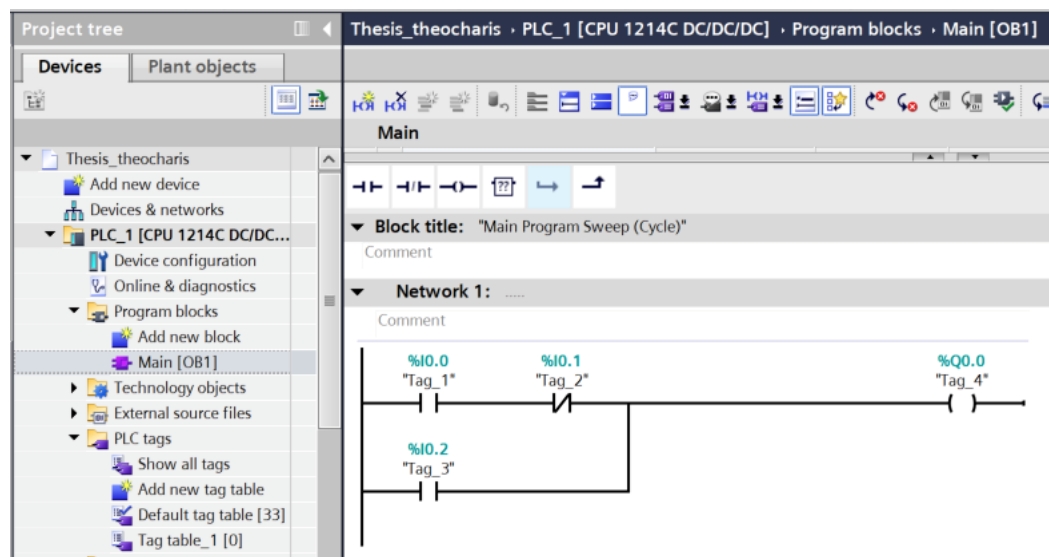 Project tree
Thesis_theocharis › PLC_1 [CPU 1214C DC/DC/DC] › Program blocks › Main [OB1]
Devices
Plant objects
Main
Thesis_theocharis
Add new device
Devices & networks
PLC_1 [CPU 1214C DC/DC...
Device configuration
Online & diagnostics
Program blocks
Add new block
Main [OB1]
Technology objects
External source files
PLC tags
Show all tags
Add new tag table
Default tag table [33]
Tag table_1 [0]
??
Block title: "Main Program Sweep (Cycle)"
Comment
Network 1: .....
Comment
%I0.0 %I0.1 %Q0.0
"Tag_1" "Tag_2" "Tag_4"
%I0.2
"Tag_3"